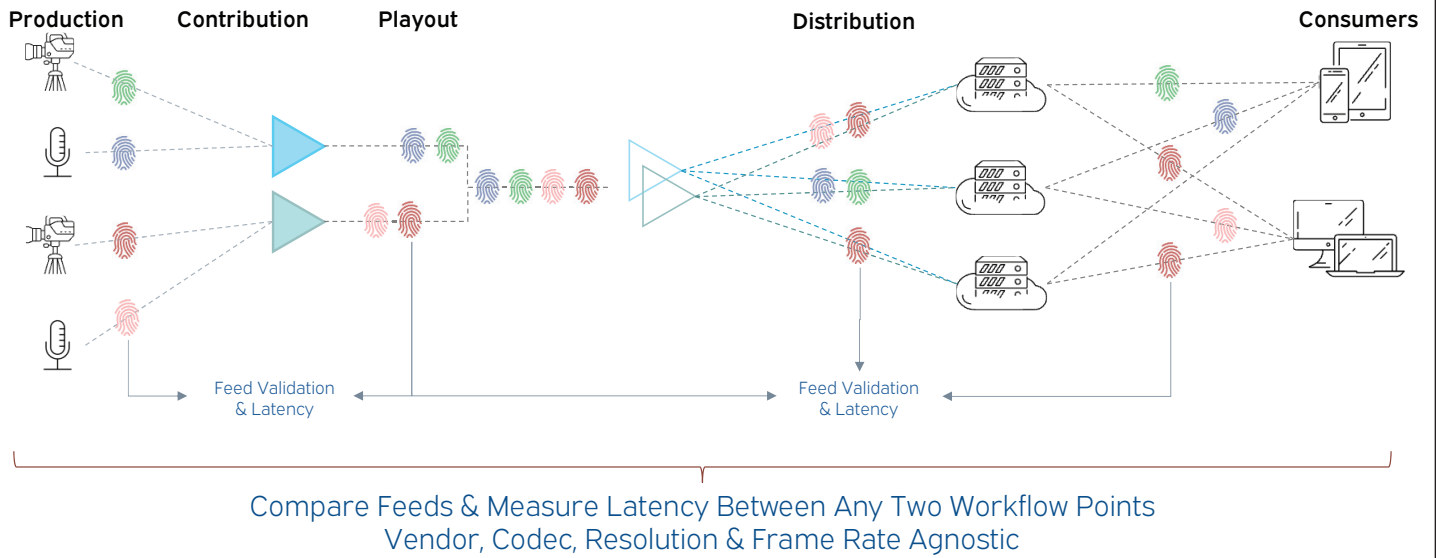 Production
Contribution
Playout
Distribution
Consumers
Feed Validation
& Latency
Feed Validation
& Latency
Compare Feeds & Measure Latency Between Any Two Workflow Points
Vendor, Codec, Resolution & Frame Rate Agnostic